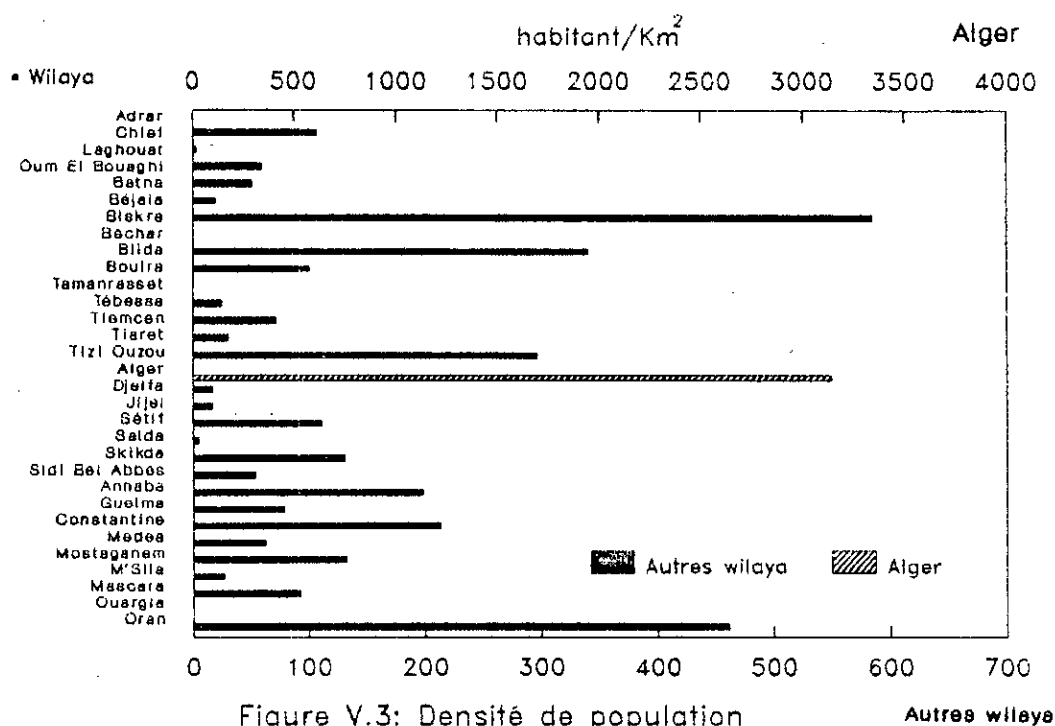 habitant/Km² Alger
• Wilaya 0 500 1000 1500 2000 2500 3000 3500 4000
Adrar
Chlef
Laghouat
Oum El Bouaghi
Batna
Béjaia
Biskra
Bechar
Blida
Bouira
Tamanrasset
Tébessa
Tlemcen
Tiaret
Tizi Ouzou
Alger
Djelfa
Jijel
Sétif
Saida
Skikda
Sidi Bel Abbes
Annaba
Guelma
Constantine
Medea
Mostaganem
M'Sila
Mascara
Ouargla
Oran
Autres wilaya Alger
0 100 200 300 400 500 600 700
Figure V.3: Densité de population Autres wilaya